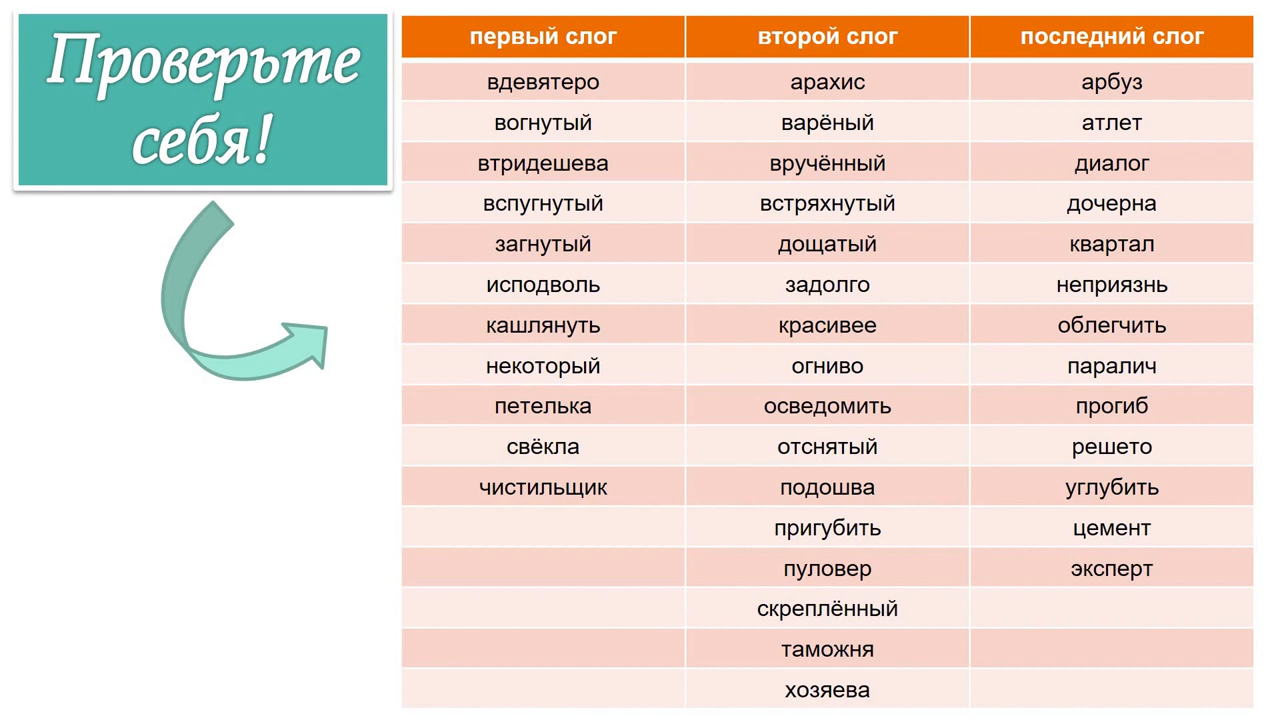 Проверьте
себя!
первый слог второй слог последний слог
вдевятеро арахис арбуз
вогнутый варёный атлет
втридешева вручённый диалог
вспугнутый встряхнутый дочерна
загнутый дощатый квартал
исподволь задолго неприязнь
кашлянуть красивее облегчить
некоторый огниво паралич
петелька осведомить прогиб
свёкла отснятый решето
чистильщик подошва углубить
пригубить цемент
пуловер эксперт
скреплённый
таможня
хозяева